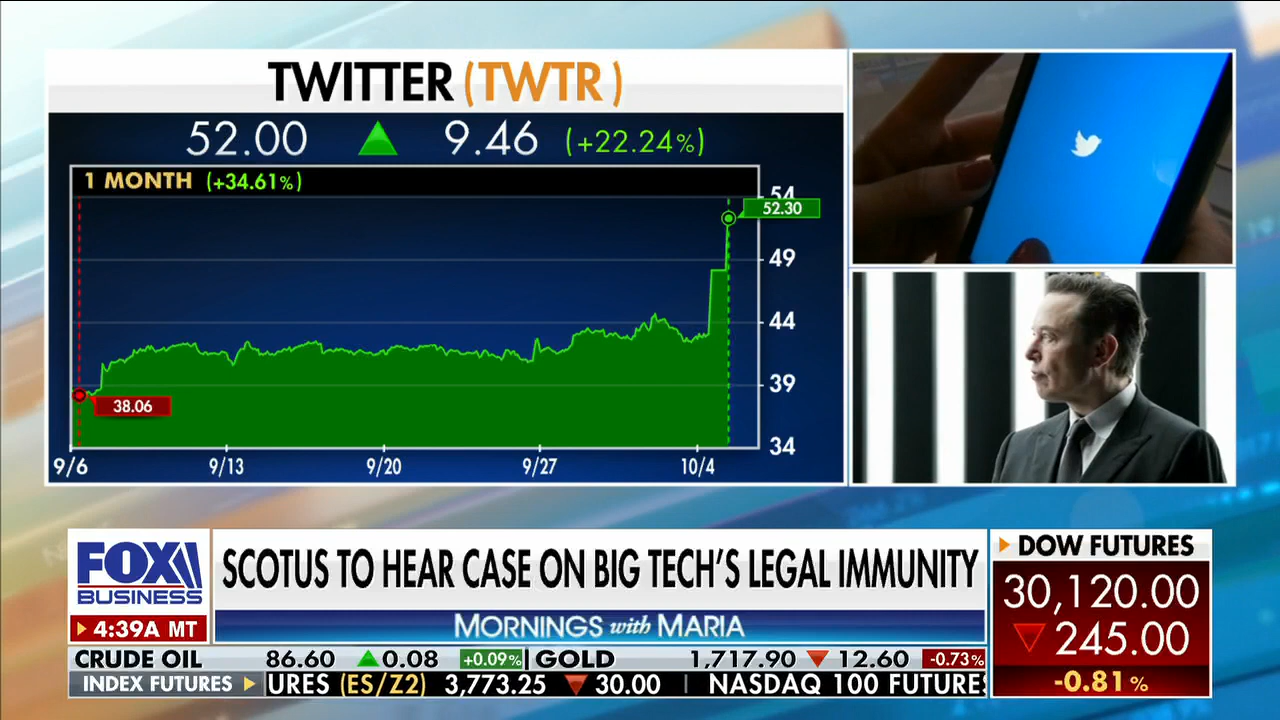 TWITTER (TWTR)
52.00 ▲ 9.46 (+22.24%)
1 MONTH (+34.61%)
54
52.30
49
44
39
38.06
34
9/6 9/13 9/20 9/27 10/4
FOX BUSINESS
4:39A MT
SCOTUS TO HEAR CASE ON BIG TECH'S LEGAL IMMUNITY
MORNINGS with MARIA
DOW FUTURES
30,120.00
▼ 245.00
-0.81%
CRUDE OIL 86.60 ▲ 0.08 +0.09% GOLD 1,717.90 ▼ 12.60 -0.73%
INDEX FUTURES URES (ES/Z2) 3,773.25 ▼ 30.00 | NASDAQ 100 FUTURE